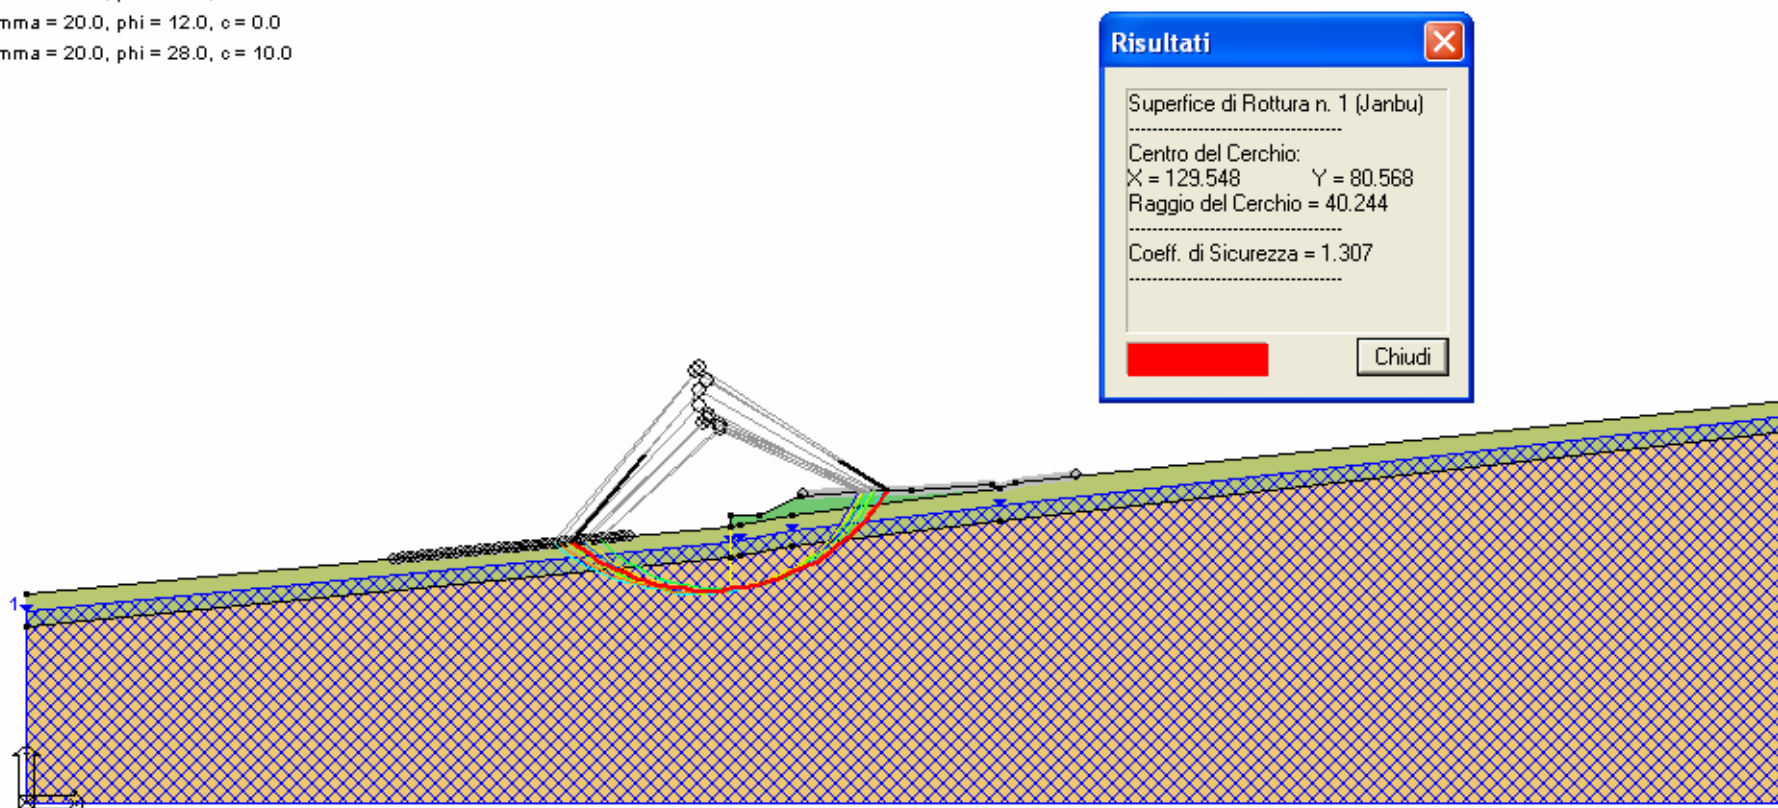 mma = 20.0, phi = 12.0, c = 0.0
mma = 20.0, phi = 28.0, c = 10.0
Risultati
Superfice di Rottura n. 1 (Janbu)
----------------------------------
Centro del Cerchio:
X = 129.548 Y = 80.568
Raggio del Cerchio = 40.244
----------------------------------
Coeff. di Sicurezza = 1.307
----------------------------------
Chiudi
1